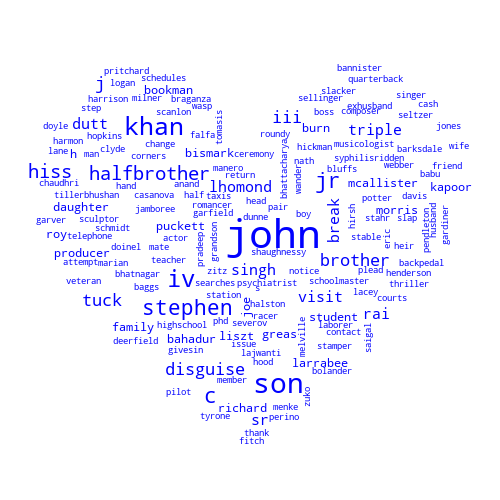 pritchard
bannister
logan schedules
quarterback
j bookman
slacker
harrison milner braganza
sellinger exhusband singer
step wasp
cash
scanlon tomasis iii boss composer seltzer
doyle dutt khan burn triple jones
hopkins falfa roundy
harmon change hickman musicologist wife
lane h man clyde corners bismark ceremony syphilisridden barksdale
hiss halfbrother manero nath bluffs webber friend
chaudhri hand anand return bhattacharya wander jr mcallister babu kapoor
tillerbhushan casanova half taxis lhomond head potter davis
daughter jamboree romancer pair break hirsh morris
garver sculptor garfield dunne boy stahr slap
schmidt puckett john stable pendleton husband gardiner
roy telephone actor pradeep grandson eric
producer doinel mate shaughnessy brother heir backpedal
attempt marian teacher
veteran bhatnagar iv zitz singh notice plead henderson
baggs searches psychiatrist schoolmaster thriller
tuck stephen station s visit lacey courts
joe halston
family highschool phd severov racer student laborer rai
deerfield bahadur liszt greas contact
givesin issue melville stamper saigal
lajwanti
disguise hood larrabee
member son bolander
pilot c zuko
richard menke
tyrone sr perino
thank
fitch